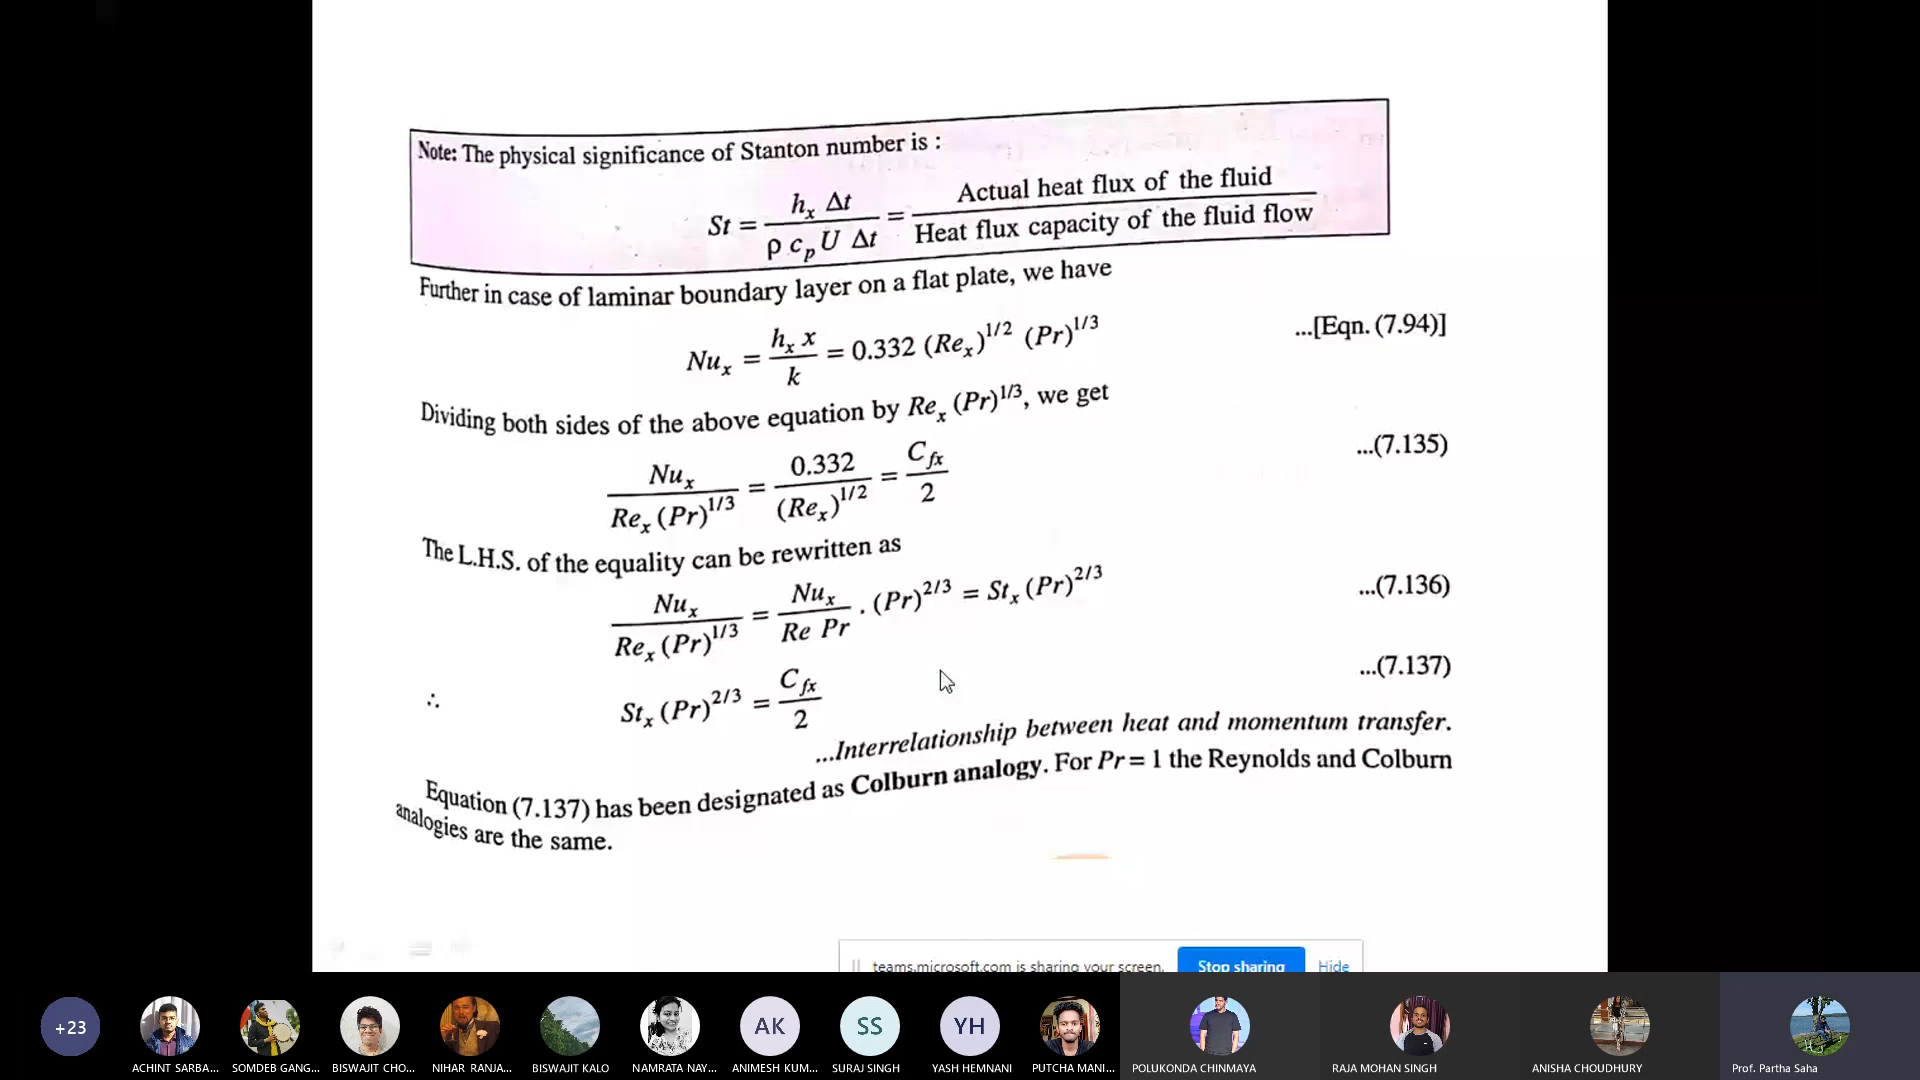 Note: The physical significance of Stanton number is :
St = h_x Δt / ρ c_p U Δt = Actual heat flux of the fluid / Heat flux capacity of the fluid flow
Further in case of laminar boundary layer on a flat plate, we have
Nu_x = h_x x / k = 0.332 (Re_x)^1/2 (Pr)^1/3 ...[Eqn. (7.94)]
Dividing both sides of the above equation by Re_x (Pr)^1/3, we get
Nu_x / Re_x (Pr)^1/3 = 0.332 / (Re_x)^1/2 = C_fx / 2 ...(7.135)
The L.H.S. of the equality can be rewritten as
Nu_x / Re_x (Pr)^1/3 = Nu_x / Re Pr . (Pr)^2/3 = St_x (Pr)^2/3 ...(7.136)
∴ St_x (Pr)^2/3 = C_fx / 2 ...(7.137)
...Interrelationship between heat and momentum transfer.
Equation (7.137) has been designated as Colburn analogy. For Pr = 1 the Reynolds and Colburn
analogies are the same.
teams.microsoft.com is sharing your screen. Stop sharing Hide
+23 AK SS YH
ACHINT SARBA... SOMDEB GANG... BISWAJIT CHO... NIHAR RANJA... BISWAJIT KALO NAMRATA NAY... ANIMESH KUM... SURAJ SINGH YASH HEMNANI PUTCHA MANI... POLUKONDA CHINMAYA RAJA MOHAN SINGH ANISHA CHOUDHURY Prof. Partha Saha